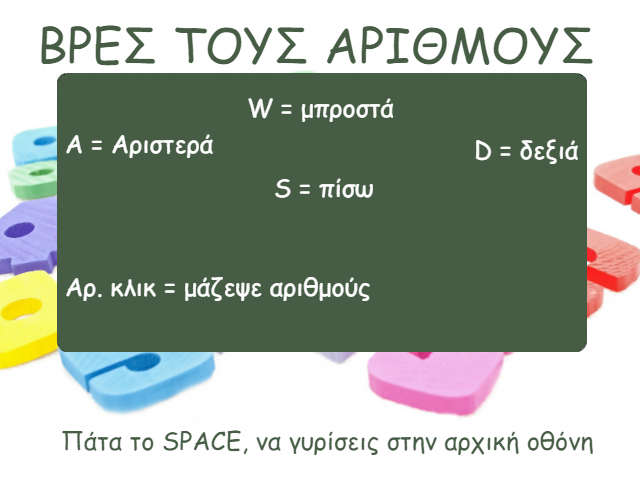 ΒΡΕΣ ΤΟΥΣ ΑΡΙΘΜΟΥΣ
W = μπροστά
A = Αριστερά
D = δεξιά
S = πίσω
Αρ. κλικ = μάζεψε αριθμούς
Πάτα το SPACE, να γυρίσεις στην αρχική οθόνη